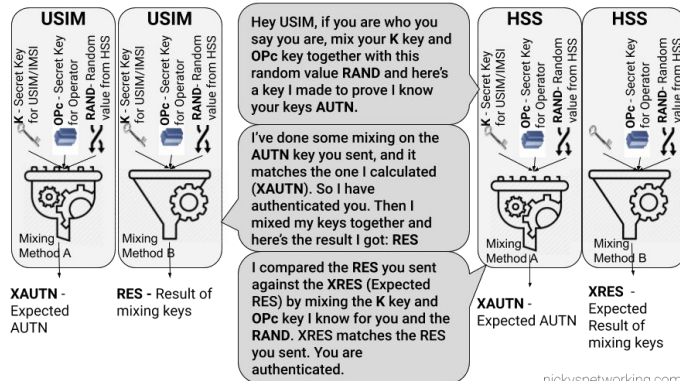 USIM
K - Secret Key
for USIM/IMSI
OPc - Secret Key
for Operator
RAND- Random
value from HSS
Mixing
Method A
XAUTN -
Expected
AUTN
USIM
K - Secret Key
for USIM/IMSI
OPc - Secret Key
for Operator
RAND- Random
value from HSS
Mixing
Method B
RES - Result of
mixing keys
Hey USIM, if you are who you
say you are, mix your K key and
OPc key together with this
random value RAND and here's
a key I made to prove I know
your keys AUTN.
I've done some mixing on the
AUTN key you sent, and it
matches the one I calculated
(XAUTN). So I have
authenticated you. Then I
mixed my keys together and
here's the result I got: RES
I compared the RES you sent
against the XRES (Expected
RES) by mixing the K key and
OPc key I know for you and the
RAND. XRES matches the RES
you sent. You are
authenticated.
HSS
K - Secret Key
for USIM/IMSI
OPc - Secret Key
for Operator
RAND- Random
value from HSS
Mixing
Method A
XAUTN -
Expected AUTN
HSS
K - Secret Key
for USIM/IMSI
OPc - Secret Key
for Operator
RAND- Random
value from HSS
Mixing
Method B
XRES -
Expected
Result of
mixing keys